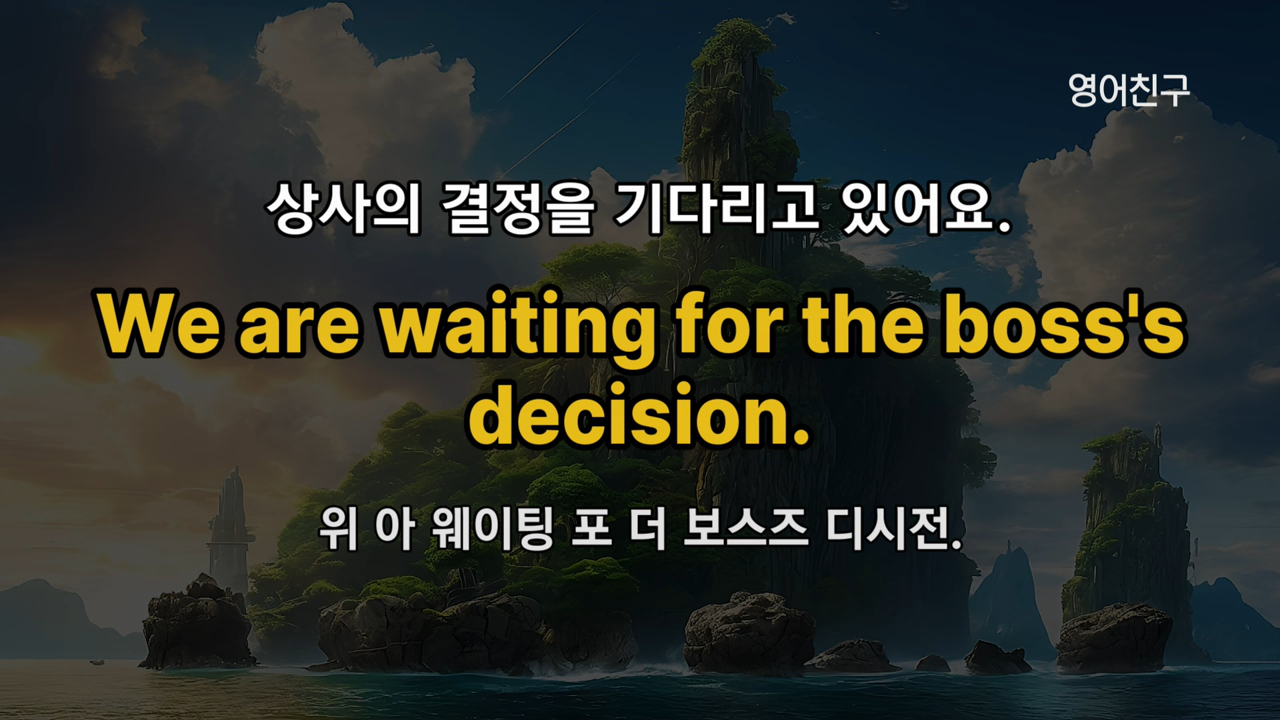 영어친구
상사의 결정을 기다리고 있어요.
We are waiting for the boss's
decision.
위 아 웨이팅 포 더 보스즈 디시전.